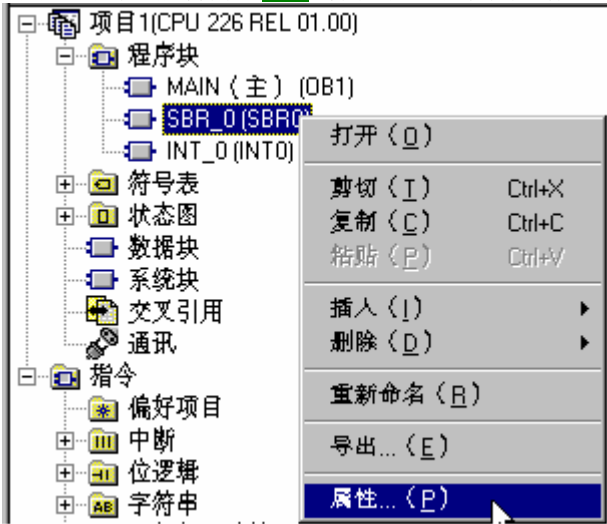 项目1(CPU 226 REL 01.00)
程序块
MAIN（主）(OB1)
SBR_0(SBR0)
INT_0(INT0)
符号表
状态图
数据块
系统块
交叉引用
通讯
指令
偏好项目
中断
位逻辑
字符串
打开（O）
剪切（T） Ctrl+X
复制（C） Ctrl+C
粘贴（P） Ctrl+V
插入（I）
删除（D）
重新命名（R）
导出...（E）
属性...（P）